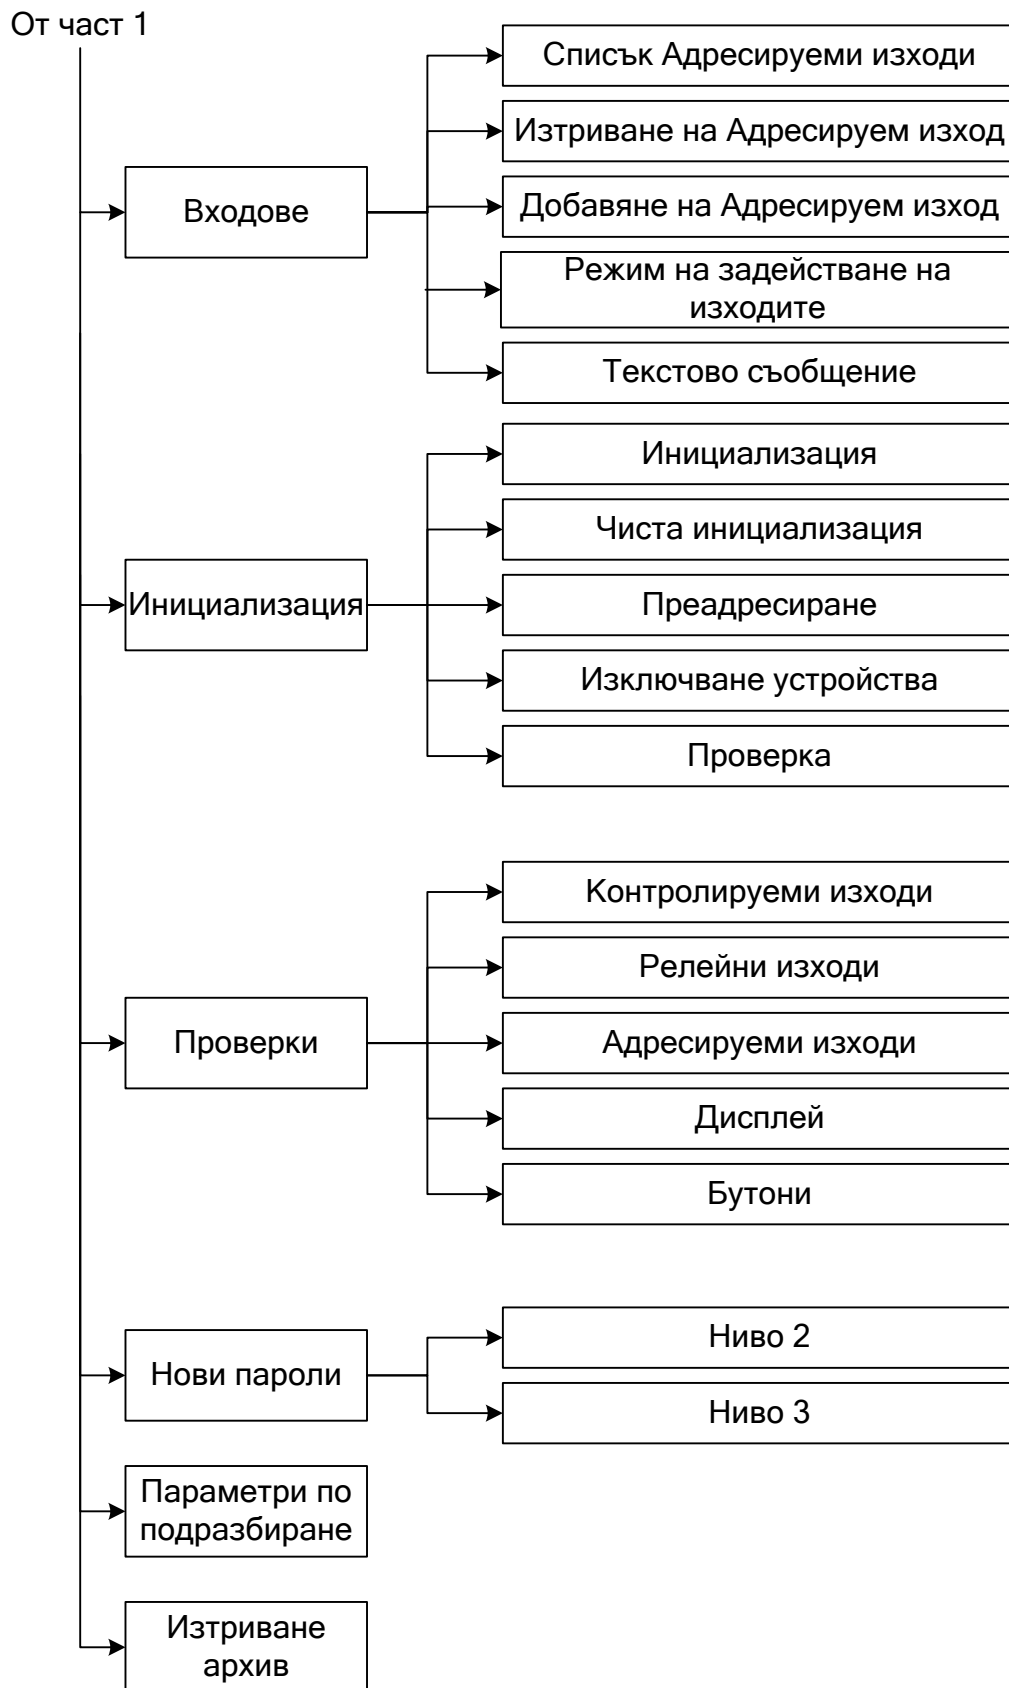 От част 1
Входове
Списък Адресируеми изходи
Изтриване на Адресируем изход
Добавяне на Адресируем изход
Режим на задействане на
изходите
Текстово съобщение
Инициализация
Инициализация
Чиста инициализация
Преадресиране
Изключване устройства
Проверка
Проверки
Контролируеми изходи
Релейни изходи
Адресируеми изходи
Дисплей
Бутони
Нови пароли
Ниво 2
Ниво 3
Параметри по
подразбиране
Изтриване
архив